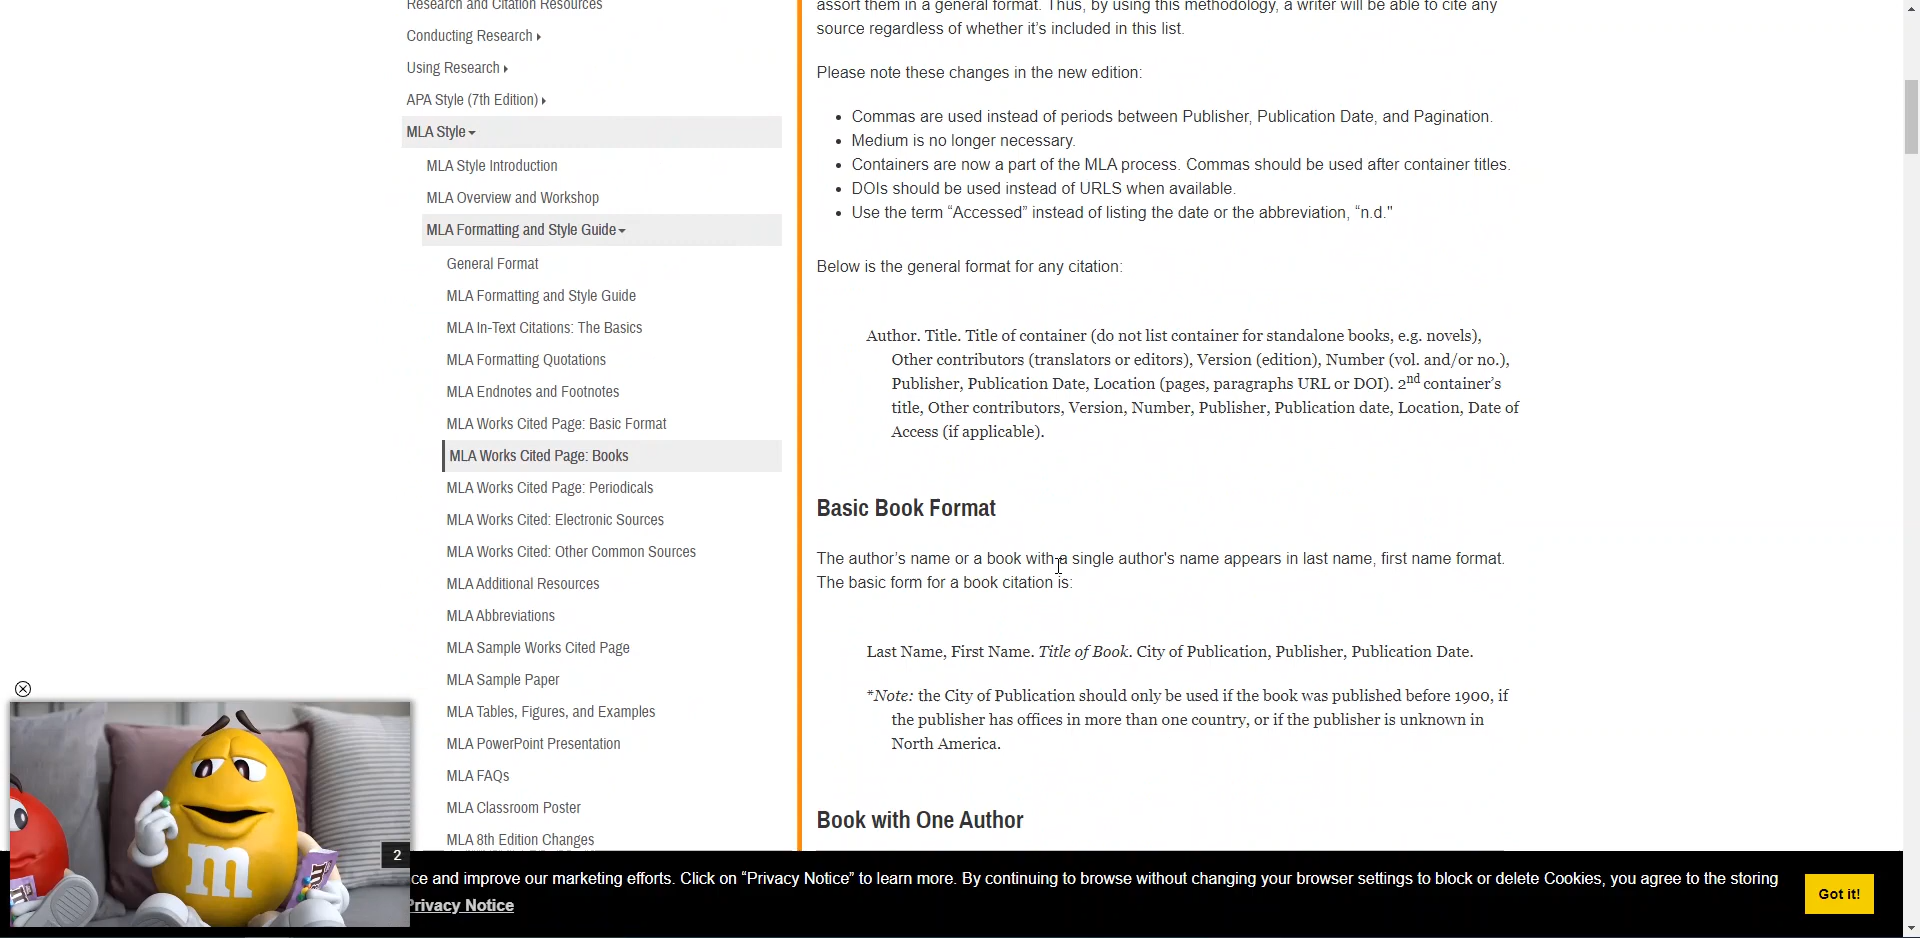 Research and Citation Resources
Conducting Research
Using Research
APA Style (7th Edition)
MLA Style
MLA Style Introduction
MLA Overview and Workshop
MLA Formatting and Style Guide
General Format
MLA Formatting and Style Guide
MLA In-Text Citations: The Basics
MLA Formatting Quotations
MLA Endnotes and Footnotes
MLA Works Cited Page: Basic Format
MLA Works Cited Page: Books
MLA Works Cited Page: Periodicals
MLA Works Cited: Electronic Sources
MLA Works Cited: Other Common Sources
MLA Additional Resources
MLA Abbreviations
MLA Sample Works Cited Page
MLA Sample Paper
MLA Tables, Figures, and Examples
MLA PowerPoint Presentation
MLA FAQs
MLA Classroom Poster
MLA 8th Edition Changes
assort them in a general format. Thus, by using this methodology, a writer will be able to cite any
source regardless of whether it’s included in this list.
Please note these changes in the new edition:
• Commas are used instead of periods between Publisher, Publication Date, and Pagination.
• Medium is no longer necessary.
• Containers are now a part of the MLA process. Commas should be used after container titles.
• DOIs should be used instead of URLS when available.
• Use the term “Accessed” instead of listing the date or the abbreviation, “n.d."
Below is the general format for any citation:
Author. Title. Title of container (do not list container for standalone books, e.g. novels),
Other contributors (translators or editors), Version (edition), Number (vol. and/or no.),
Publisher, Publication Date, Location (pages, paragraphs URL or DOI). 2nd container’s
title, Other contributors, Version, Number, Publisher, Publication date, Location, Date of
Access (if applicable).
Basic Book Format
The author’s name or a book with a single author's name appears in last name, first name format.
The basic form for a book citation is:
Last Name, First Name. Title of Book. City of Publication, Publisher, Publication Date.
*Note: the City of Publication should only be used if the book was published before 1900, if
the publisher has offices in more than one country, or if the publisher is unknown in
North America.
Book with One Author
m
2
ce and improve our marketing efforts. Click on “Privacy Notice” to learn more. By continuing to browse without changing your browser settings to block or delete Cookies, you agree to the storing
Privacy Notice
Got it!